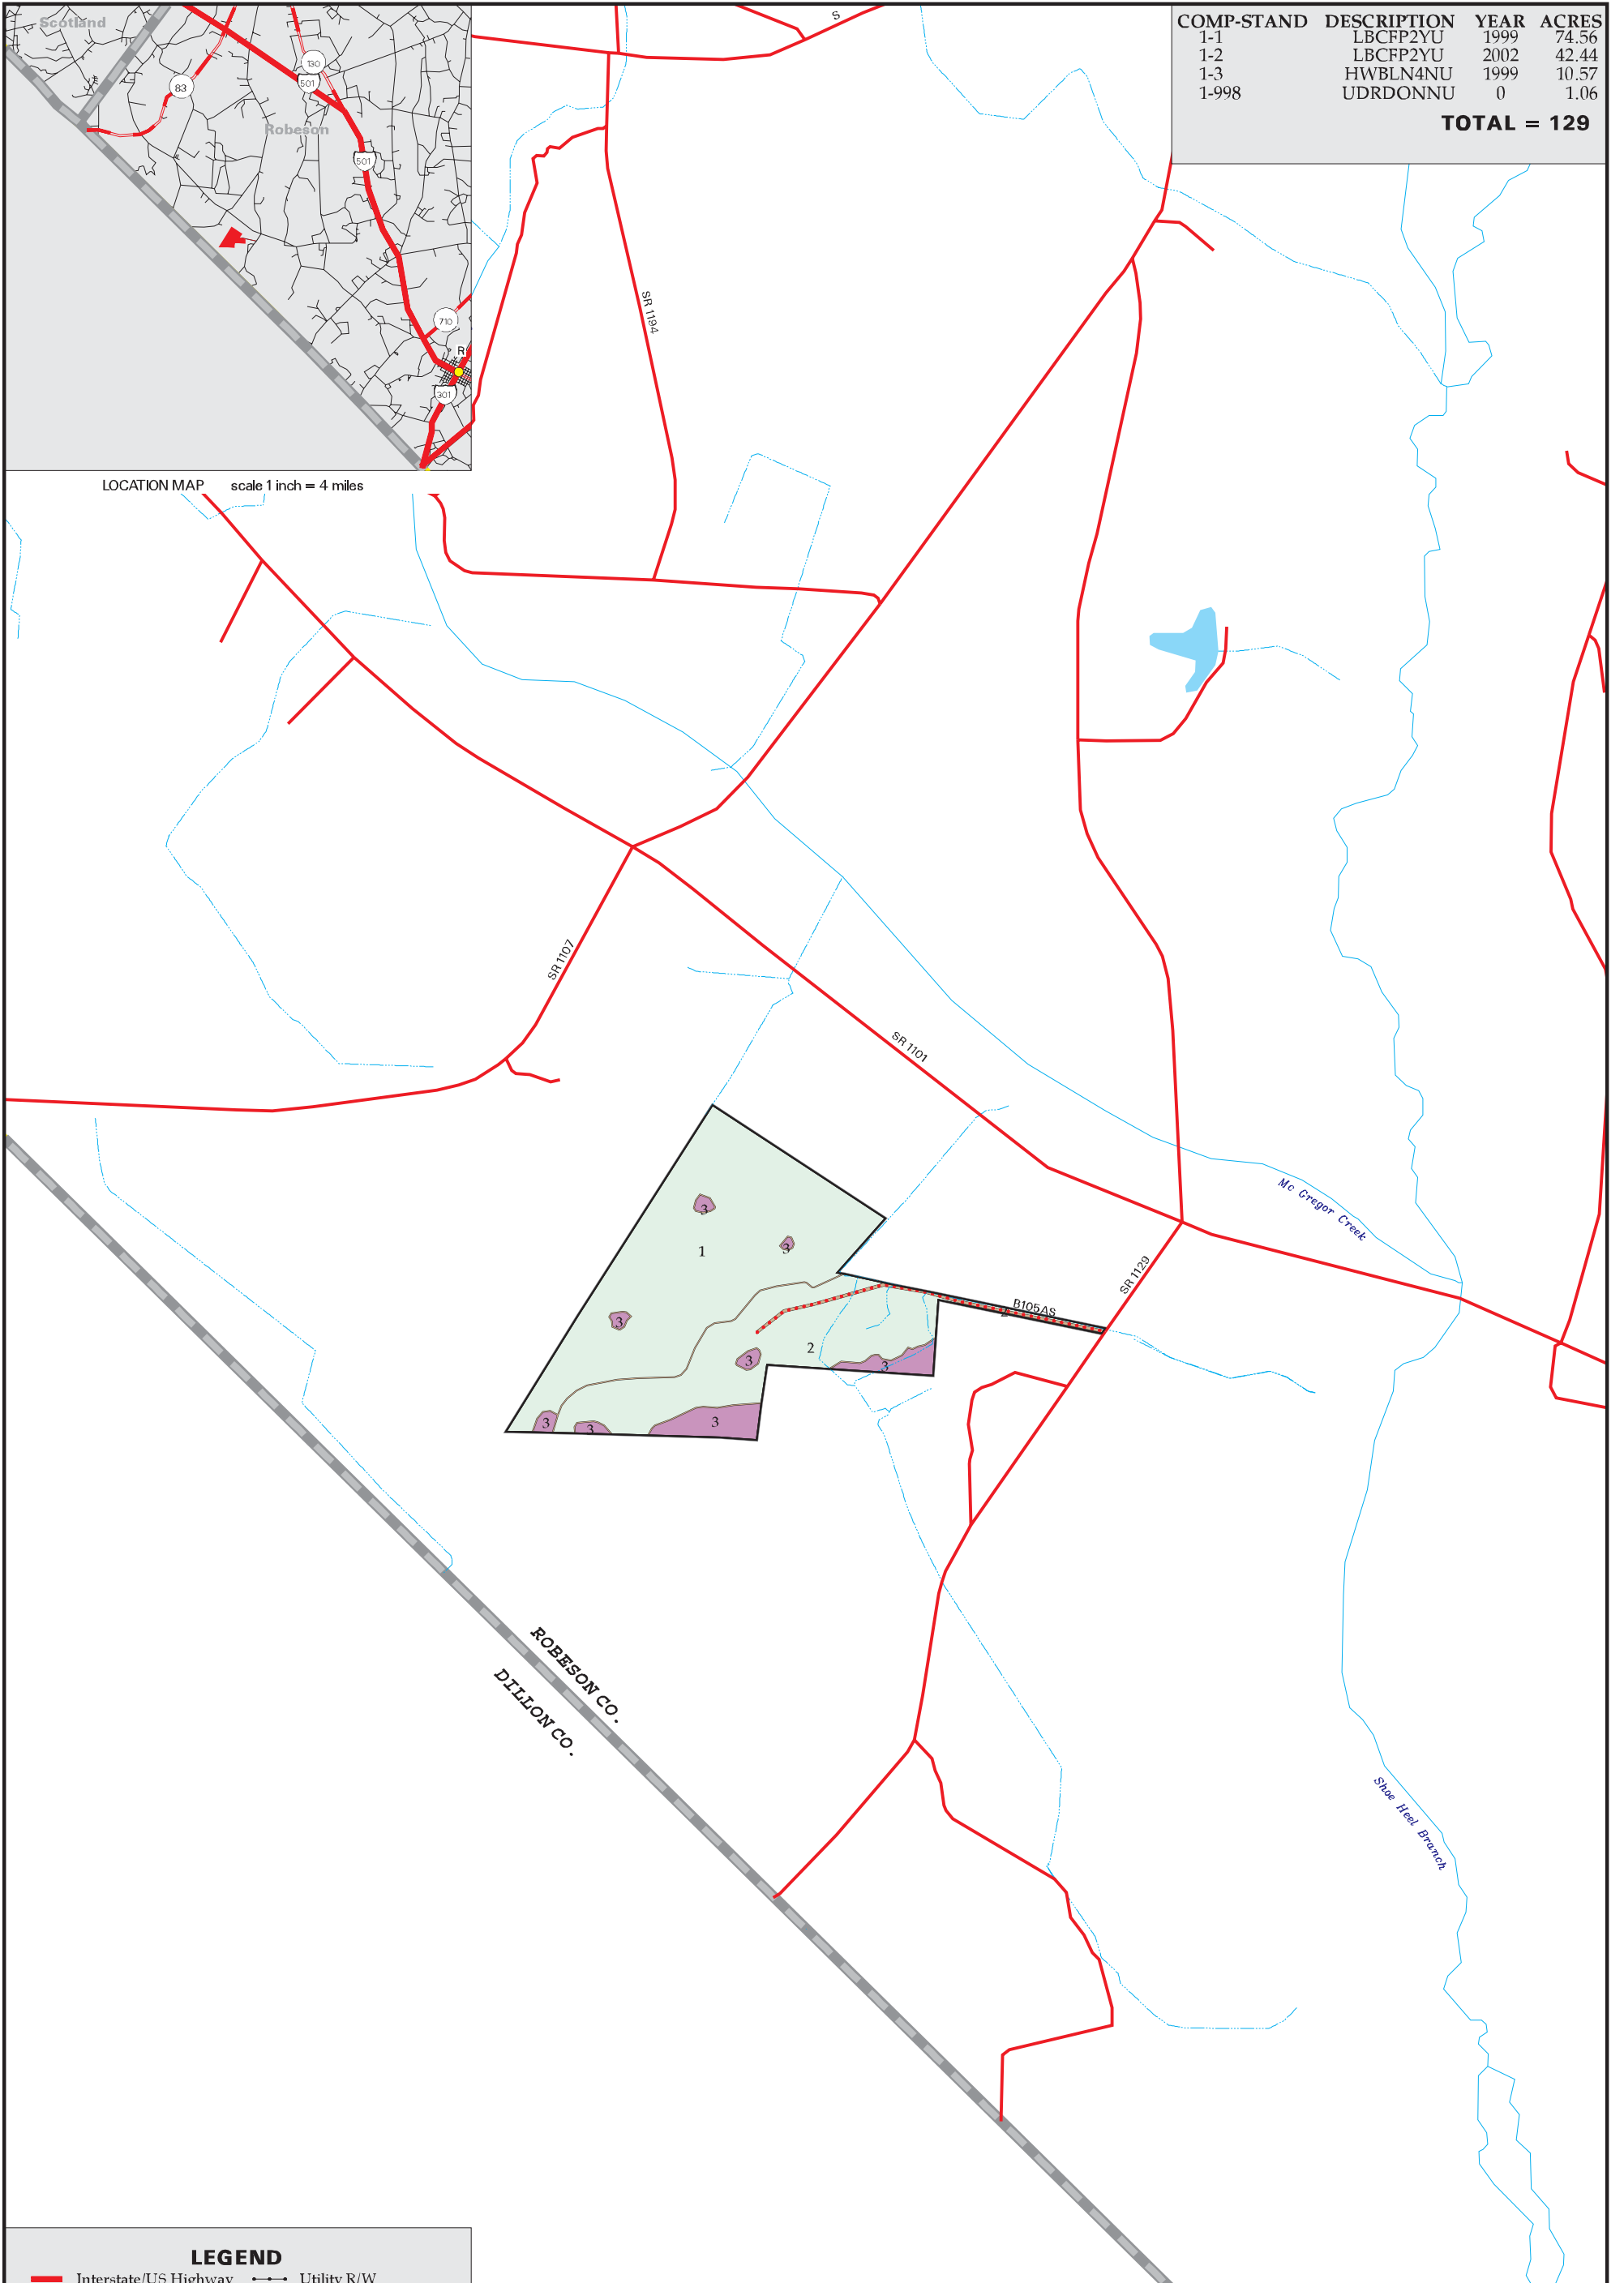 Scotland
130
501
83
Robeson
501
710
R
301
LOCATION MAP scale 1 inch = 4 miles
S
COMP-STAND DESCRIPTION YEAR ACRES
1-1 LBCFP2YU 1999 74.56
1-2 LBCFP2YU 2002 42.44
1-3 HWBLN4NU 1999 10.57
1-998 UDRDONNU 0 1.06
TOTAL = 129
SR 1194
SR 1107
SR 1101
Mc Gregor Creek
SR 1129
B105AS
3
1
3
3
2
3
3
3
3
3
ROBESON CO.
DILLON CO.
Shoe Heel Branch
LEGEND
Interstate/US Highway Utility R/W